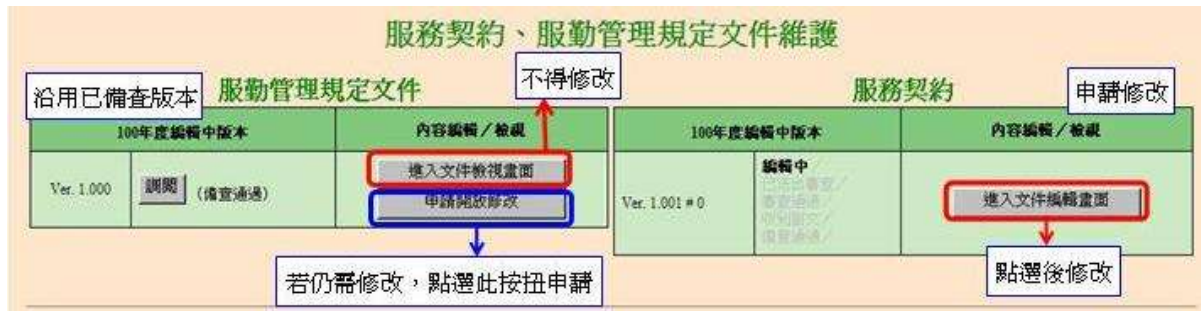 服務契約、服勤管理規定文件維護
不得修改
沿用已備查版本
服勤管理規定文件
服務契約
申請修改
100年度編輯中版本
內容編輯／檢視
100年度編輯中版本
內容編輯／檢視
Ver. 1.000
調閱
(備查通過)
進入文件檢視畫面
申請開放修改
Ver. 1.001 # 0
編輯中
備查通過／
進入文件編輯畫面
若仍需修改，點選此按扭申請
點選後修改